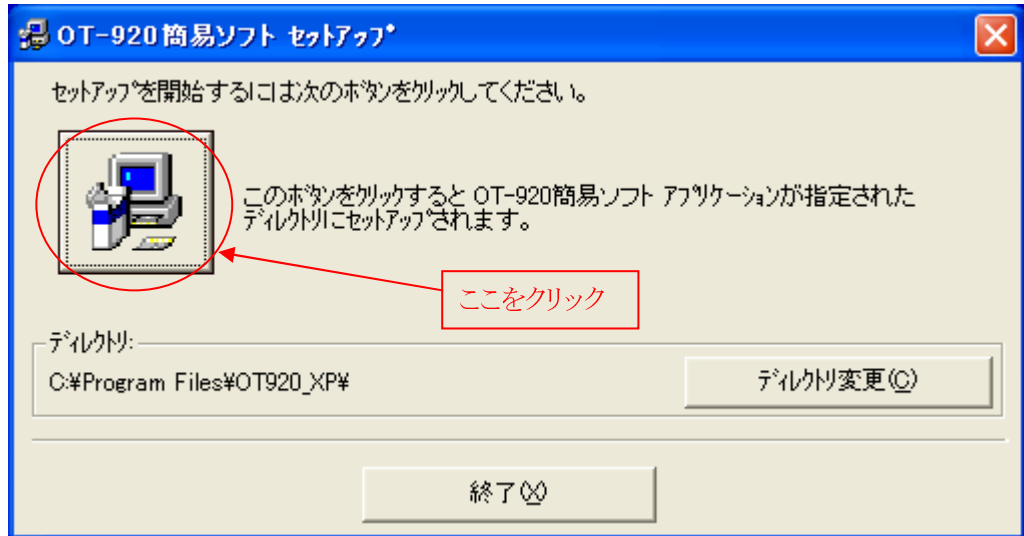 OT-920簡易ソフト セットアップ
セットアップを開始するには次のボタンをクリックしてください。
このボタンをクリックすると OT-920簡易ソフト アプリケーションが指定された
ディレクトリにセットアップされます。
ここをクリック
ディレクトリ:
C:¥Program Files¥OT920_XP¥
ディレクトリ変更(C)
終了(X)